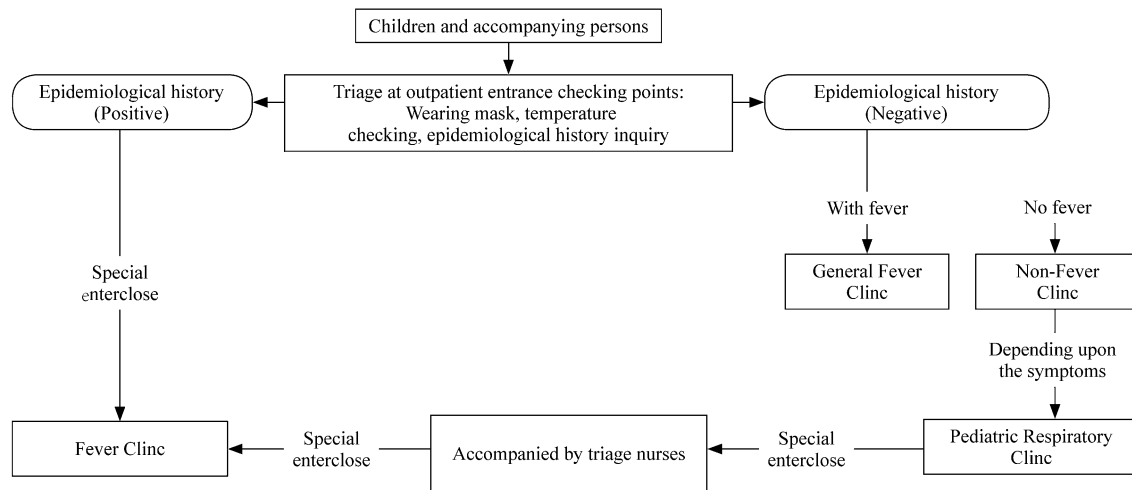 Children and accompanying persons
Epidemiological history
(Positive)
Triage at outpatient entrance checking points:
Wearing mask, temperature
checking, epidemiological history inquiry
Epidemiological history
(Negative)
With fever
No fever
Special
enterclose
General Fever
Clinc
Non-Fever
Clinc
Depending upon
the symptoms
Fever Clinc
Special
enterclose
Accompanied by triage nurses
Special
enterclose
Pediatric Respiratory
Clinc